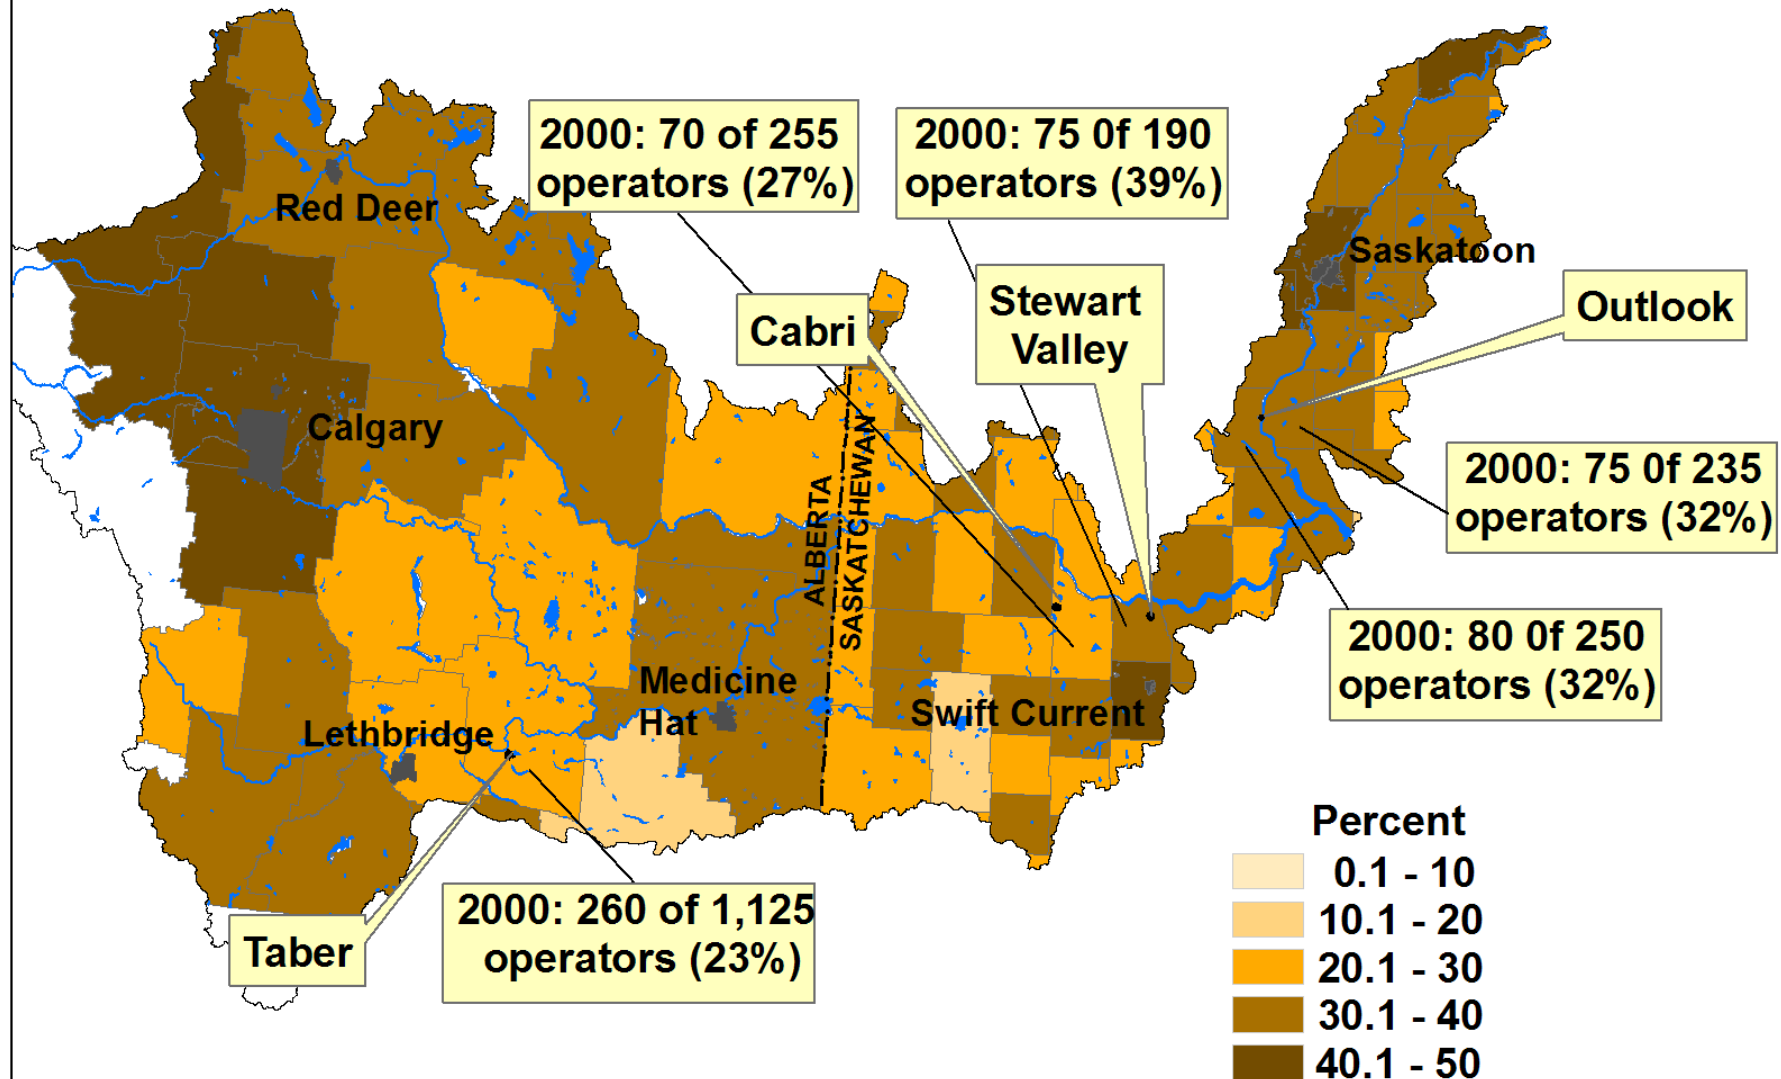 2000: 70 of 255
operators (27%)
2000: 75 0f 190
operators (39%)
Red Deer
Saskatoon
Stewart
Valley
Outlook
Cabri
Calgary
2000: 75 0f 235
operators (32%)
ALBERTA
SASKATCHEWAN
2000: 80 0f 250
operators (32%)
Medicine
Hat
Swift Current
Lethbridge
Percent
0.1 - 10
10.1 - 20
20.1 - 30
30.1 - 40
40.1 - 50
2000: 260 of 1,125
operators (23%)
Taber